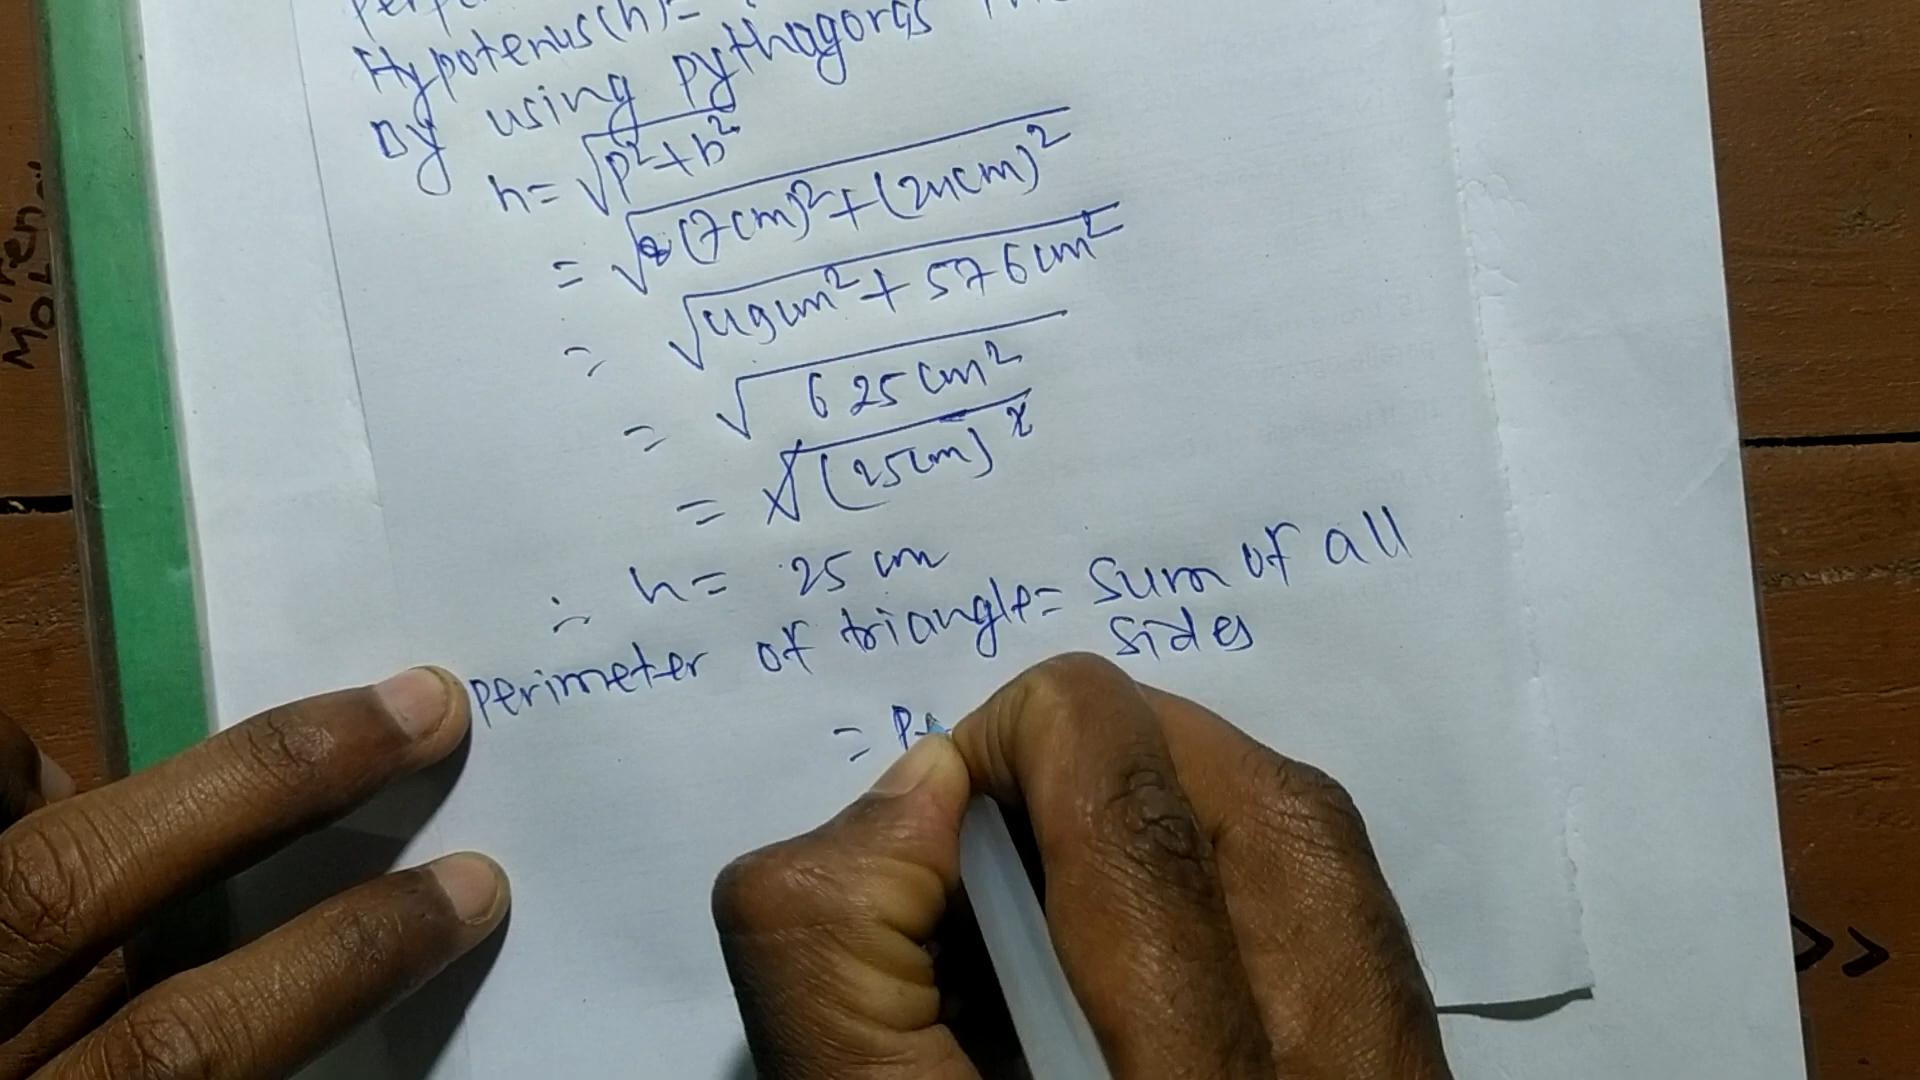 Hypotenus(h)=
By using pythagoras
h= √p²+b²
= √(7cm)²+(24cm)²
= √49cm²+576cm²
= √625cm²
= √(25cm)²
∴ h= 25cm
perimeter of triangle= sum of all
sides
= P+